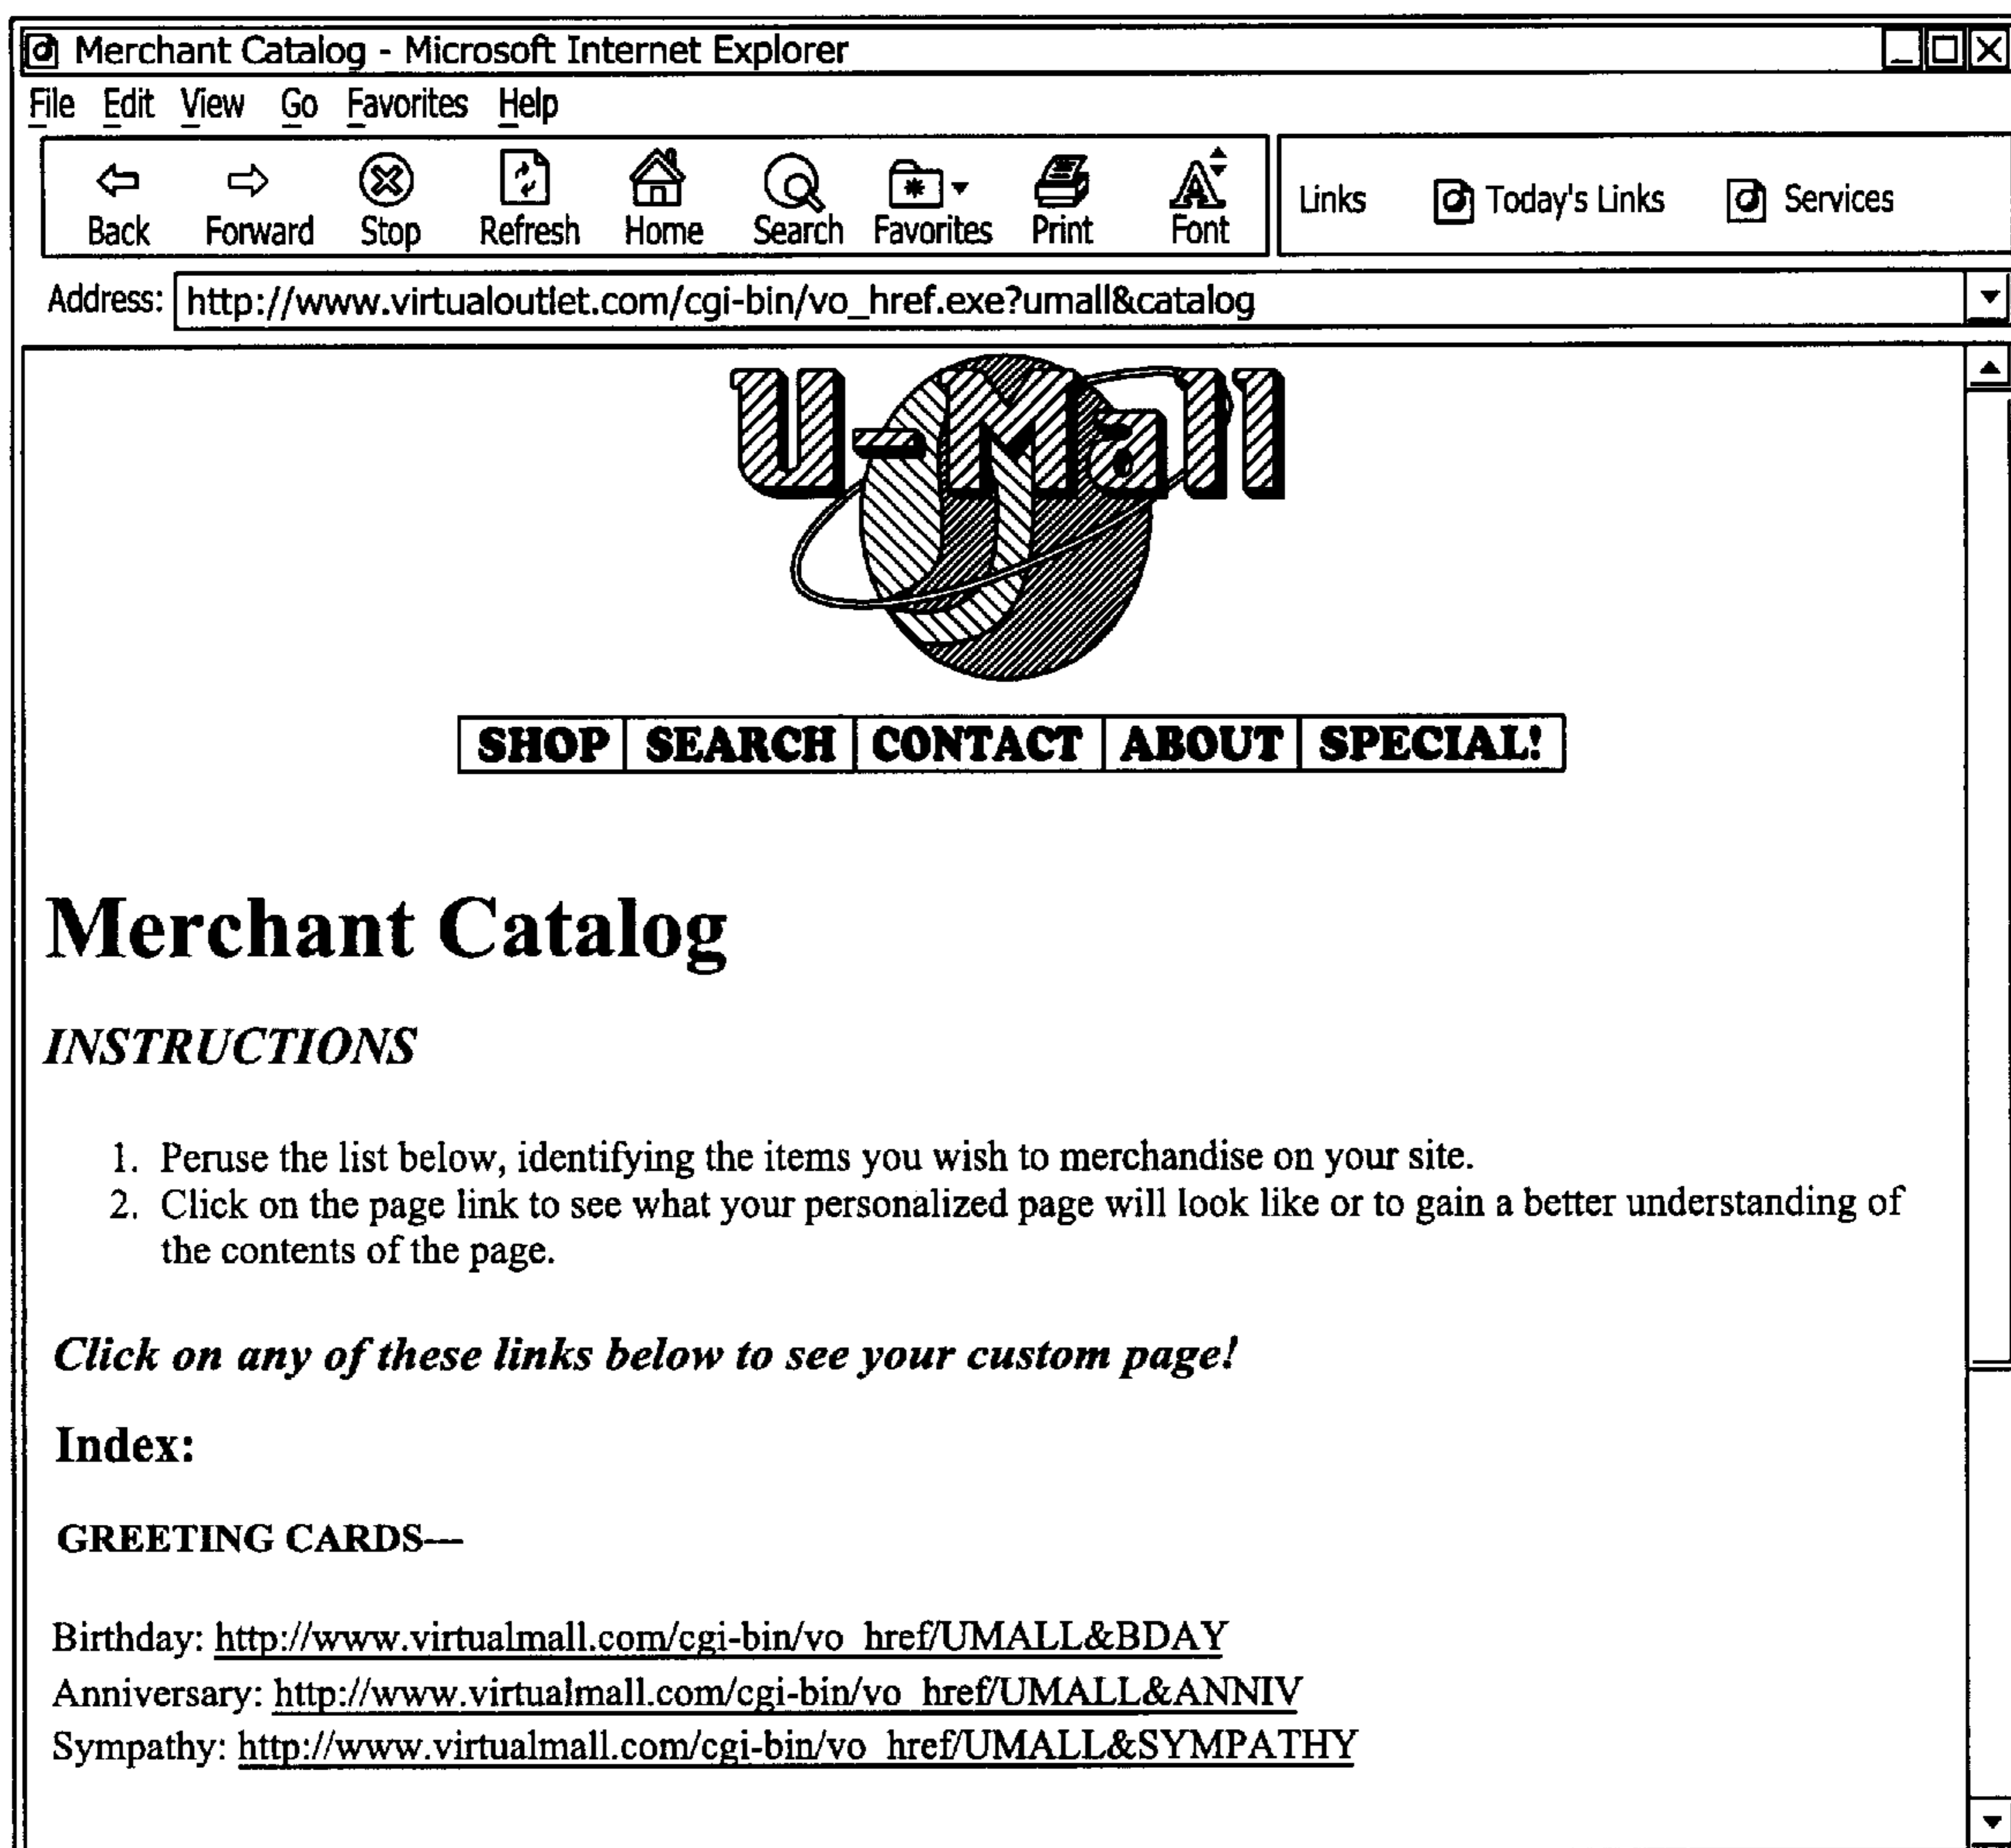 Merchant Catalog - Microsoft Internet Explorer
File Edit View Go Favorites Help
Back Forward Stop Refresh Home Search Favorites Print Font Links Today's Links Services
Address: http://www.virtualoutlet.com/cgi-bin/vo_href.exe?umall&catalog
U-Mall
SHOP SEARCH CONTACT ABOUT SPECIAL!
Merchant Catalog
INSTRUCTIONS
1. Peruse the list below, identifying the items you wish to merchandise on your site.
2. Click on the page link to see what your personalized page will look like or to gain a better understanding of
the contents of the page.
Click on any of these links below to see your custom page!
Index:
GREETING CARDS---
Birthday: http://www.virtualmall.com/cgi-bin/vo_href/UMALL&BDAY
Anniversary: http://www.virtualmall.com/cgi-bin/vo_href/UMALL&ANNIV
Sympathy: http://www.virtualmall.com/cgi-bin/vo_href/UMALL&SYMPATHY